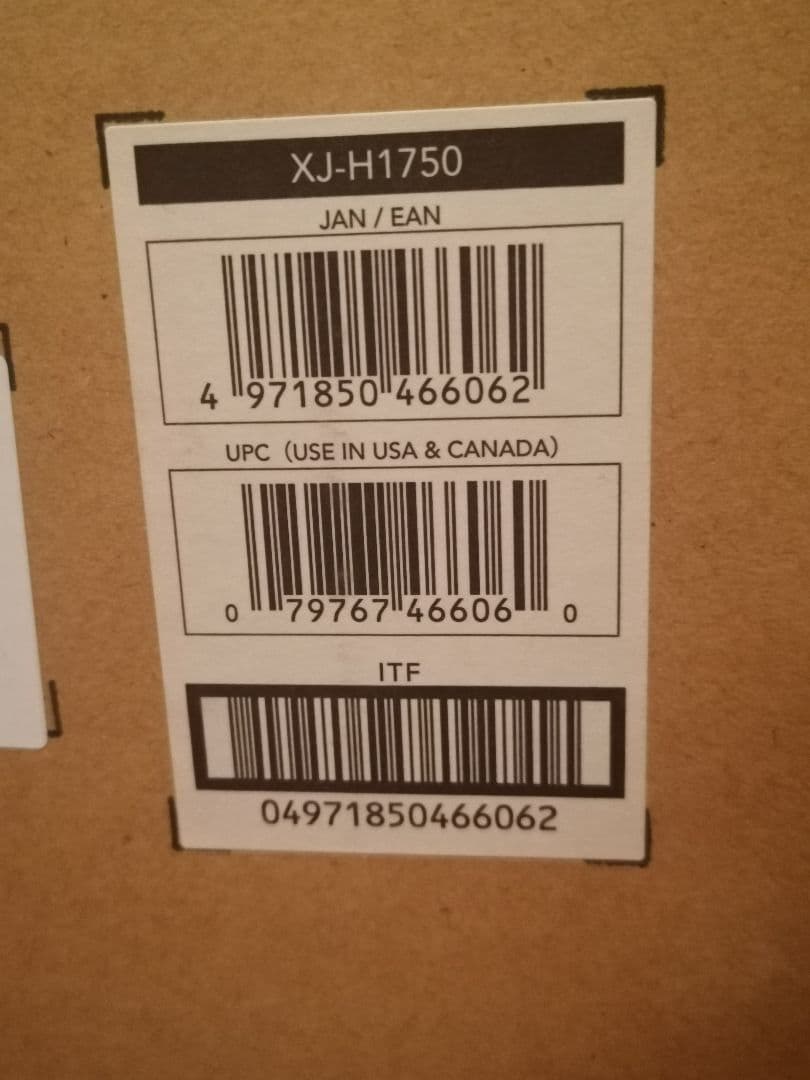 XJ-H1750
JAN / EAN
4 971850 466062
UPC (USE IN USA & CANADA)
0 79767 46606 0
ITF
04971850466062